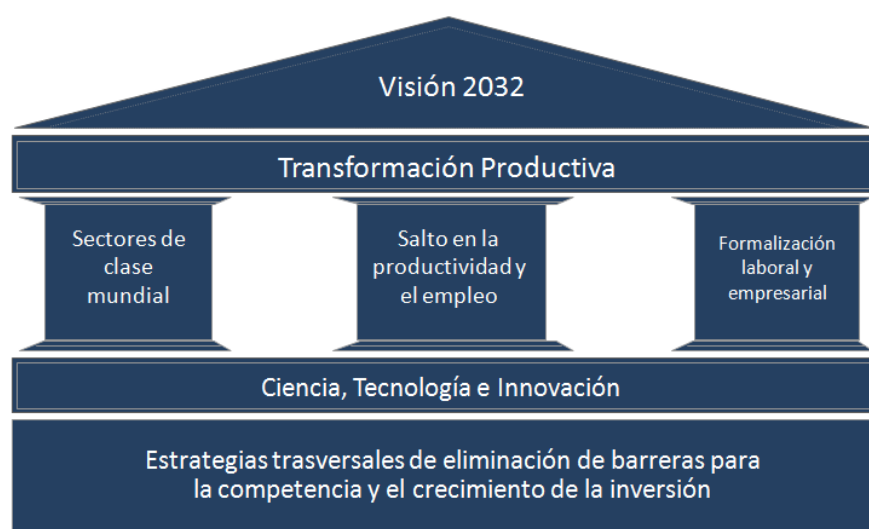 Visión 2032
Transformación Productiva
Sectores de
clase
mundial
Salto en la
productividad y
el empleo
Formalización
laboral y
empresarial
Ciencia, Tecnología e Innovación
Estrategias trasversales de eliminación de barreras para
la competencia y el crecimiento de la inversión